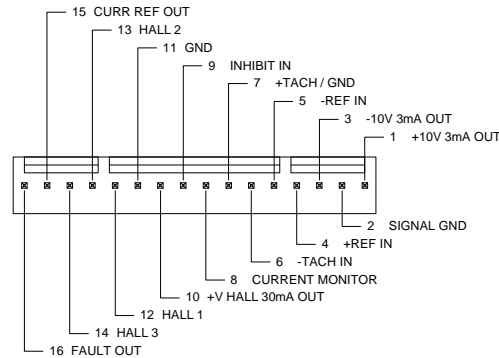 15 CURR REF OUT
13 HALL 2
11 GND
9 INHIBIT IN
7 +TACH / GND
5 -REF IN
3 -10V 3mA OUT
1 +10V 3mA OUT
2 SIGNAL GND
4 +REF IN
6 -TACH IN
8 CURRENT MONITOR
10 +V HALL 30mA OUT
12 HALL 1
14 HALL 3
16 FAULT OUT